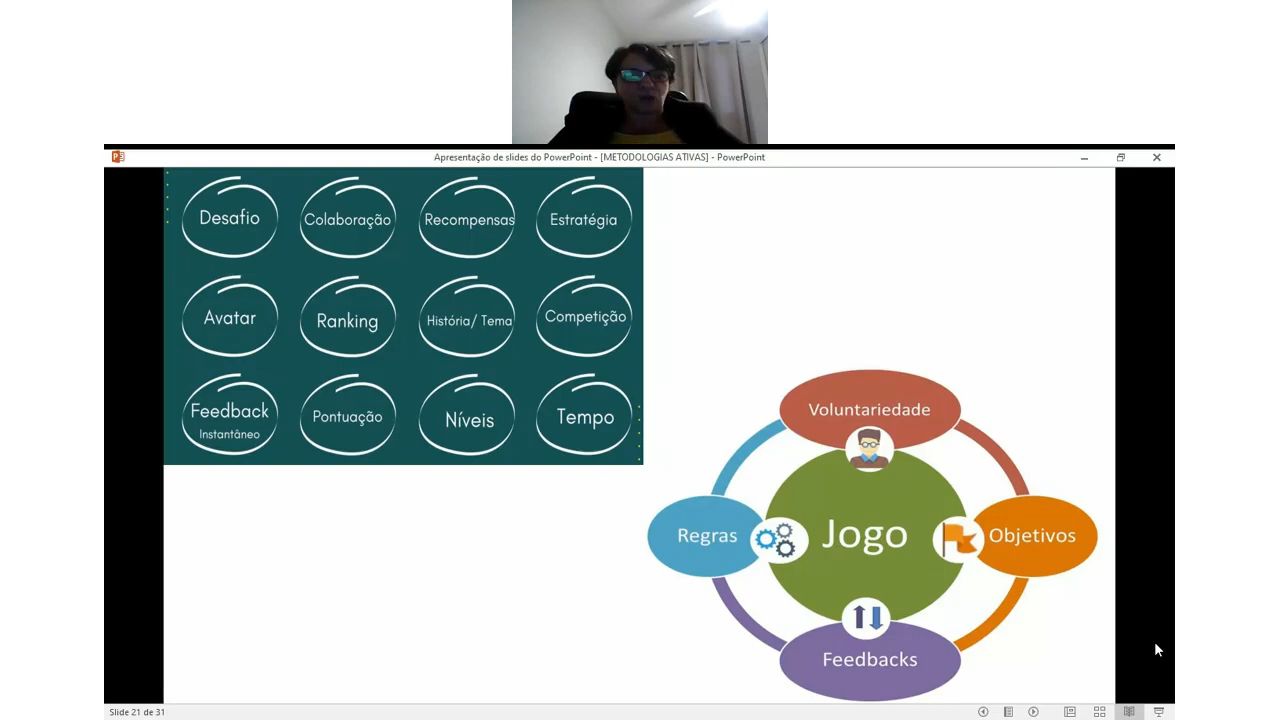 Apresentação de slides do PowerPoint - [METODOLOGIAS ATIVAS] - PowerPoint
Desafio
Colaboração
Recompensas
Estratégia
Avatar
Ranking
História/ Tema
Competição
Feedback
Instantâneo
Pontuação
Níveis
Tempo
Voluntariedade
Regras
Jogo
Objetivos
Feedbacks
Slide 21 de 31